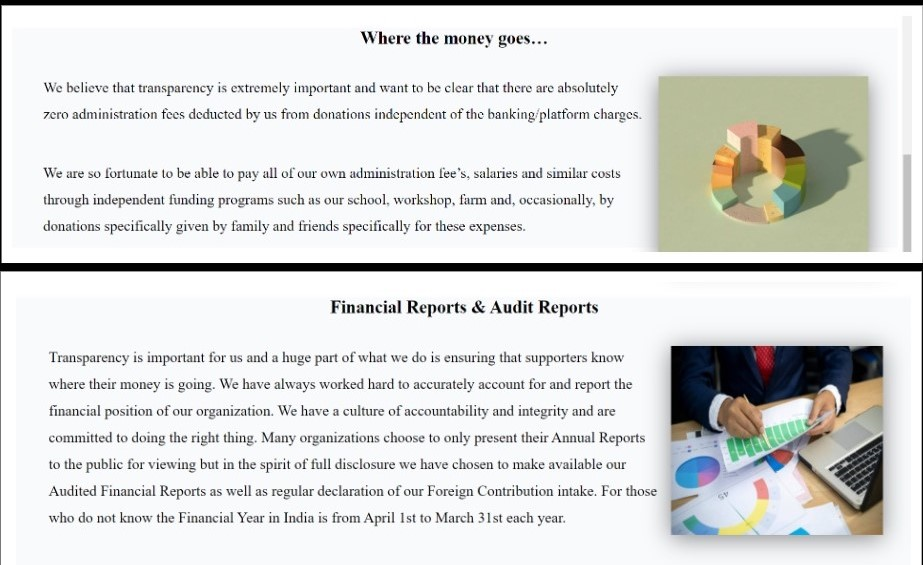 Where the money goes…
We believe that transparency is extremely important and want to be clear that there are absolutely
zero administration fees deducted by us from donations independent of the banking/platform charges.
We are so fortunate to be able to pay all of our own administration fee's, salaries and similar costs
through independent funding programs such as our school, workshop, farm and, occasionally, by
donations specifically given by family and friends specifically for these expenses.
Financial Reports & Audit Reports
Transparency is important for us and a huge part of what we do is ensuring that supporters know
where their money is going. We have always worked hard to accurately account for and report the
financial position of our organization. We have a culture of accountability and integrity and are
committed to doing the right thing. Many organizations choose to only present their Annual Reports
to the public for viewing but in the spirit of full disclosure we have chosen to make available our
Audited Financial Reports as well as regular declaration of our Foreign Contribution intake. For those
who do not know the Financial Year in India is from April 1st to March 31st each year.